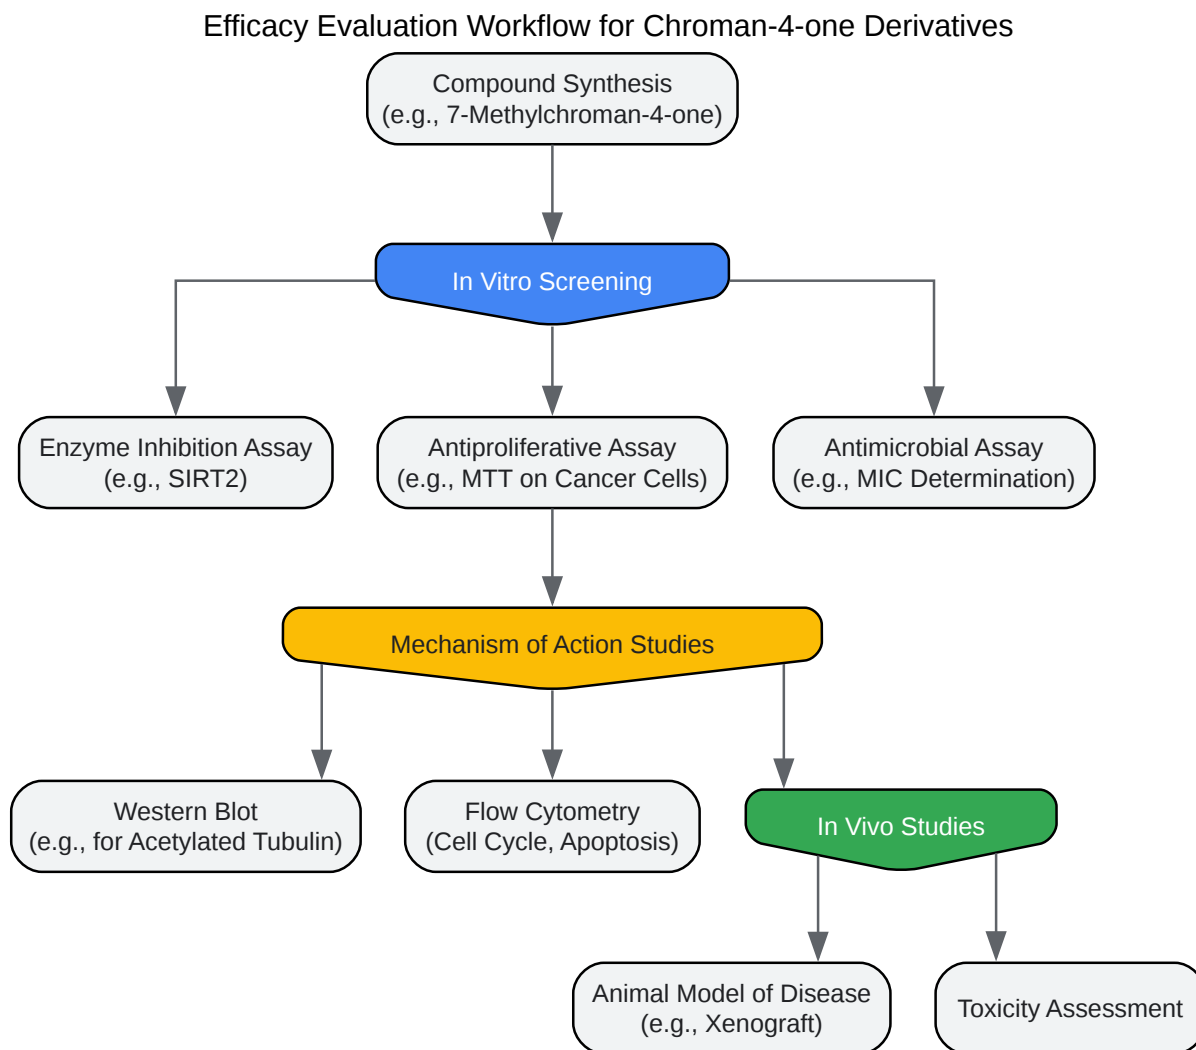 Efficacy Evaluation Workflow for Chroman-4-one Derivatives
Compound Synthesis
(e.g., 7-Methylchroman-4-one)
In Vitro Screening
Enzyme Inhibition Assay
(e.g., SIRT2)
Antiproliferative Assay
(e.g., MTT on Cancer Cells)
Antimicrobial Assay
(e.g., MIC Determination)
Mechanism of Action Studies
Western Blot
(e.g., for Acetylated Tubulin)
Flow Cytometry
(Cell Cycle, Apoptosis)
In Vivo Studies
Animal Model of Disease
(e.g., Xenograft)
Toxicity Assessment